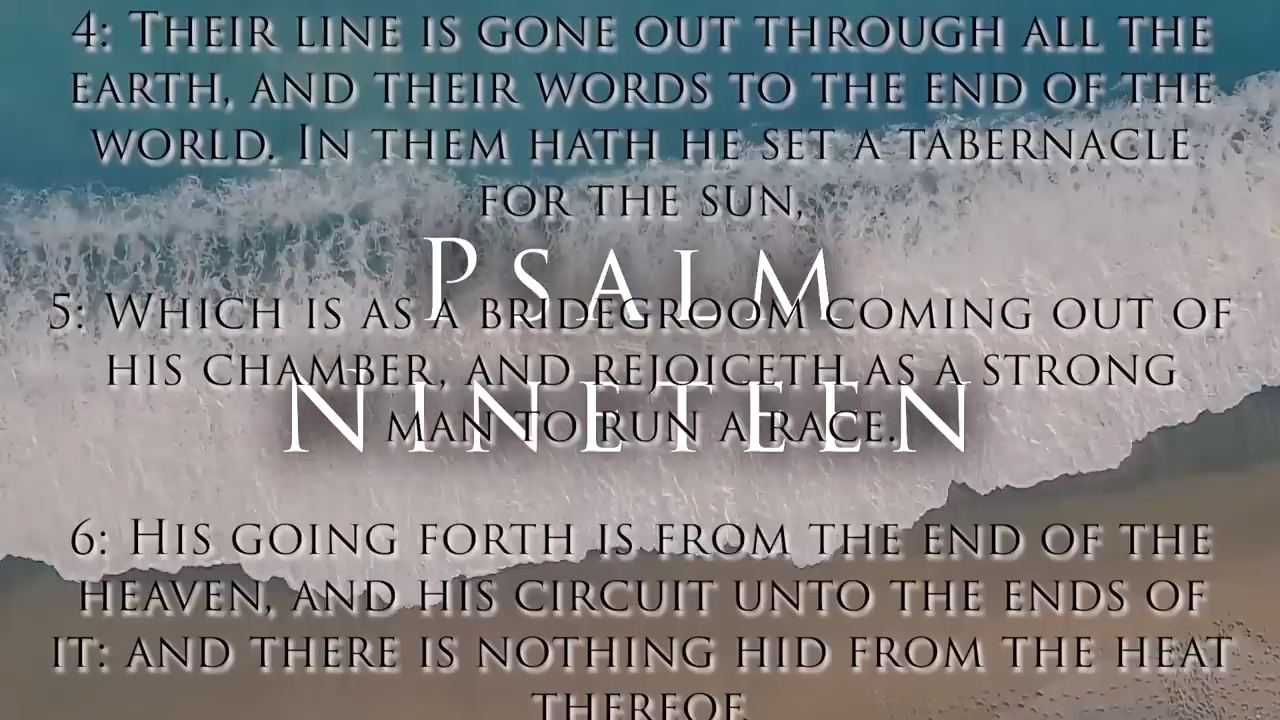 4: Their line is gone out through all the
earth, and their words to the end of the
world. In them hath he set a tabernacle
for the sun,
Psalm
5: Which is as a bridegroom coming out of
his chamber, and rejoiceth as a strong
Nineteen
man to run a race.
6: His going forth is from the end of the
heaven, and his circuit unto the ends of
it: and there is nothing hid from the heat
thereof